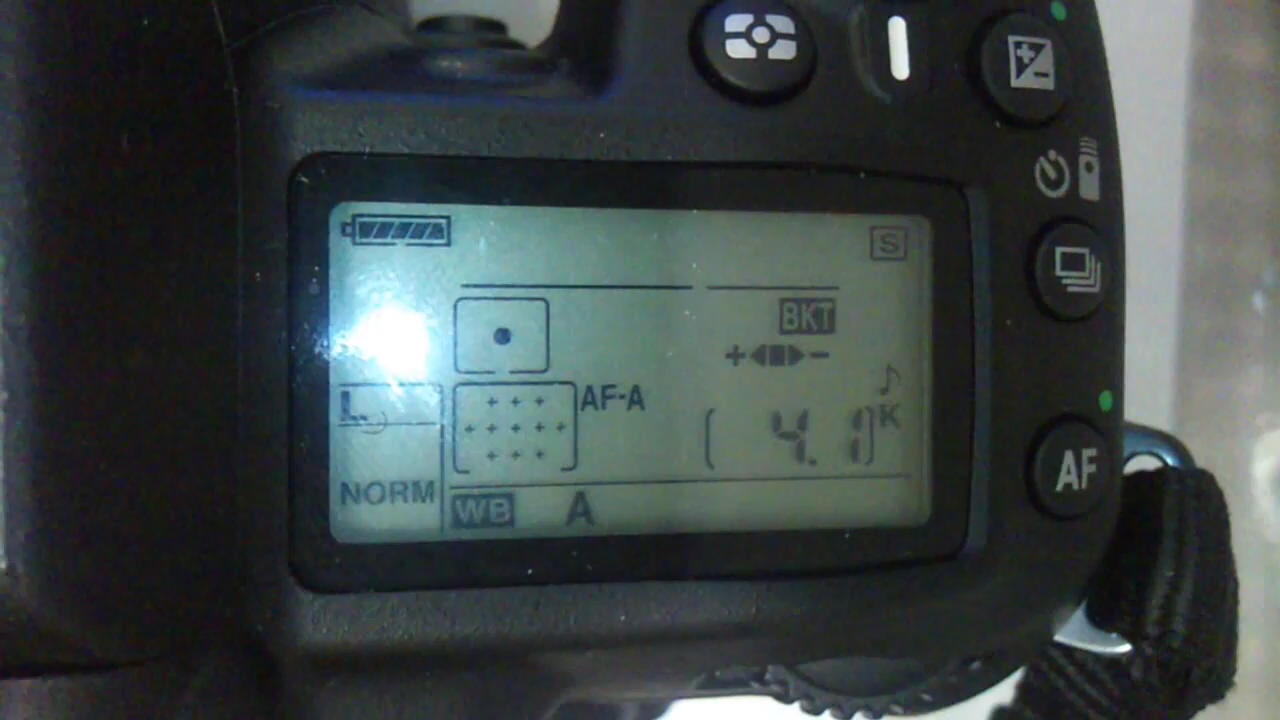 S
BKT
+ −
L
AF-A
[ 4.1] K
NORM
WB A
AF